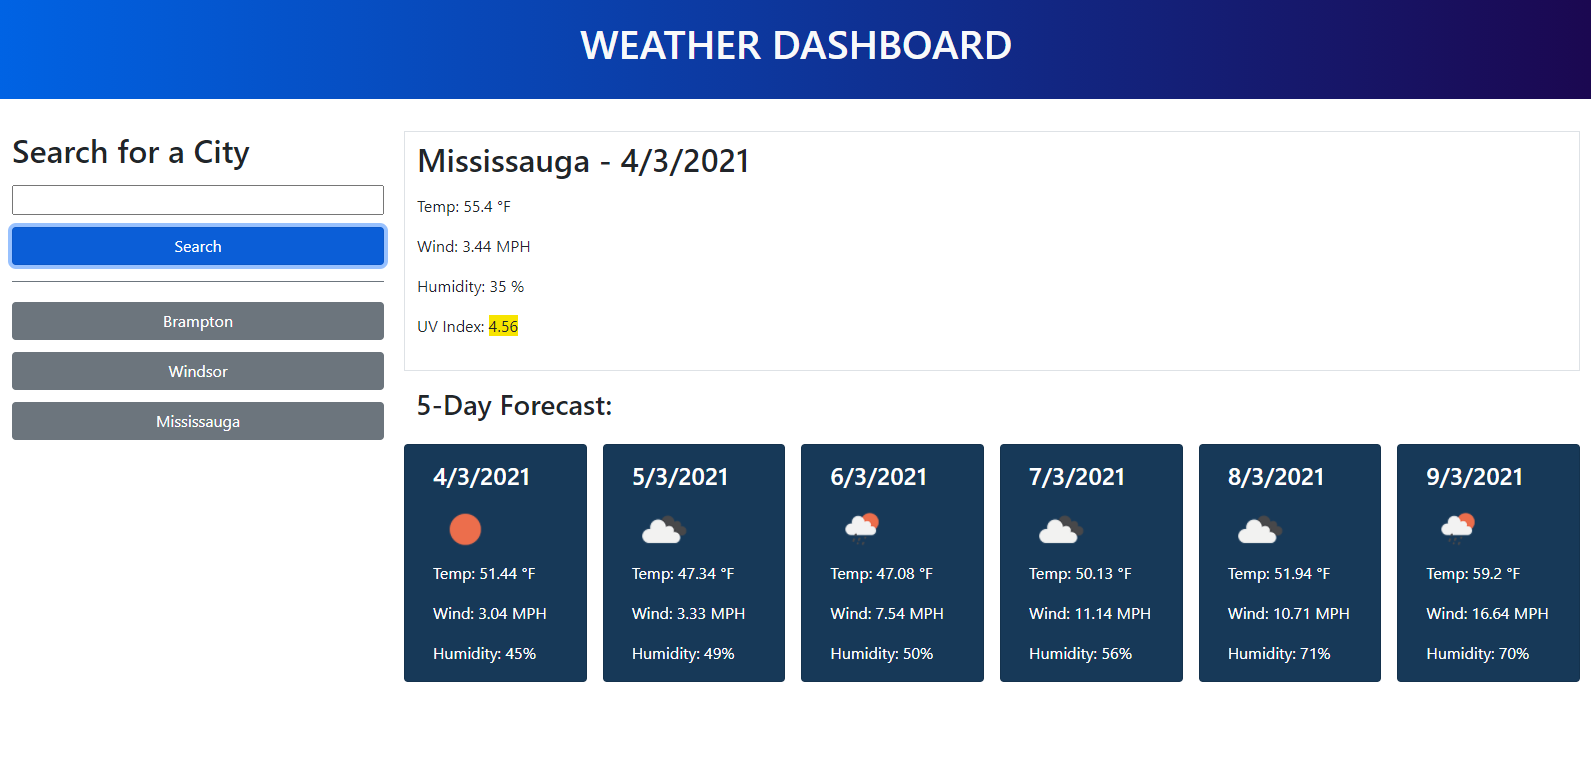 WEATHER DASHBOARD
Search for a City
Search
Brampton
Windsor
Mississauga
Mississauga - 4/3/2021
Temp: 55.4 °F
Wind: 3.44 MPH
Humidity: 35 %
UV Index: 4.56
5-Day Forecast:
4/3/2021
Temp: 51.44 °F
Wind: 3.04 MPH
Humidity: 45%
5/3/2021
Temp: 47.34 °F
Wind: 3.33 MPH
Humidity: 49%
6/3/2021
Temp: 47.08 °F
Wind: 7.54 MPH
Humidity: 50%
7/3/2021
Temp: 50.13 °F
Wind: 11.14 MPH
Humidity: 56%
8/3/2021
Temp: 51.94 °F
Wind: 10.71 MPH
Humidity: 71%
9/3/2021
Temp: 59.2 °F
Wind: 16.64 MPH
Humidity: 70%